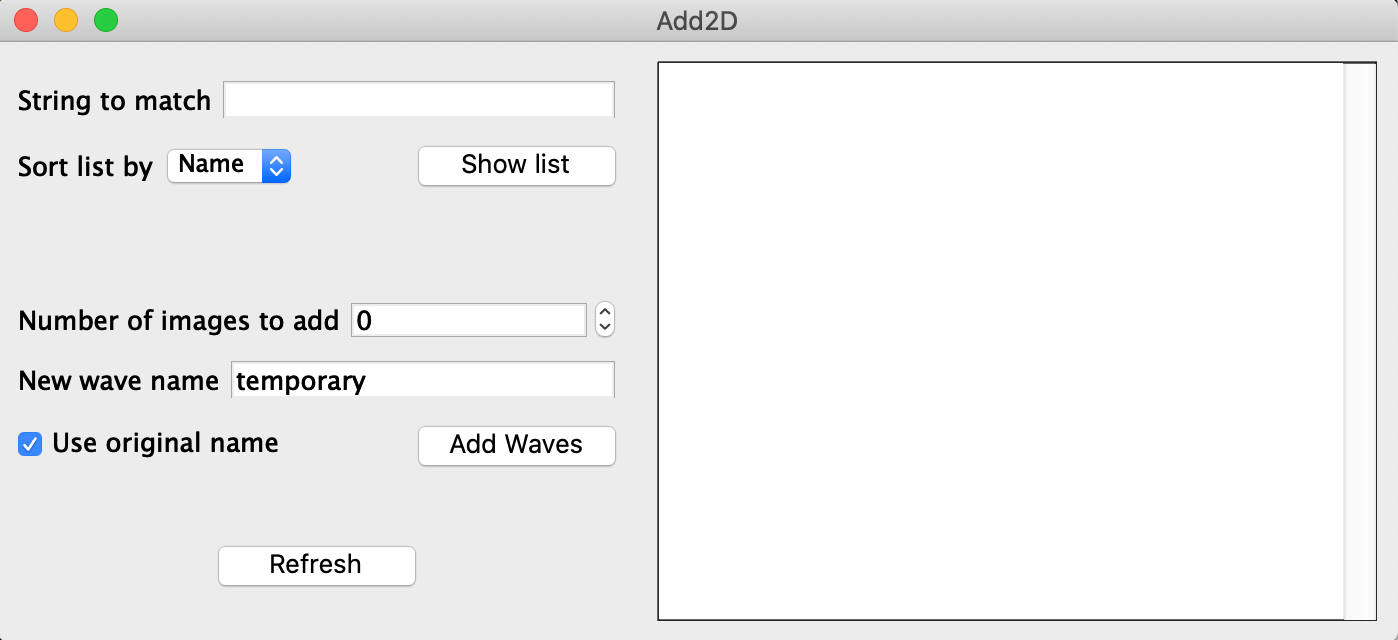 Add2D
String to match
Sort list by Name Show list
Number of images to add 0
New wave name temporary
Use original name Add Waves
Refresh